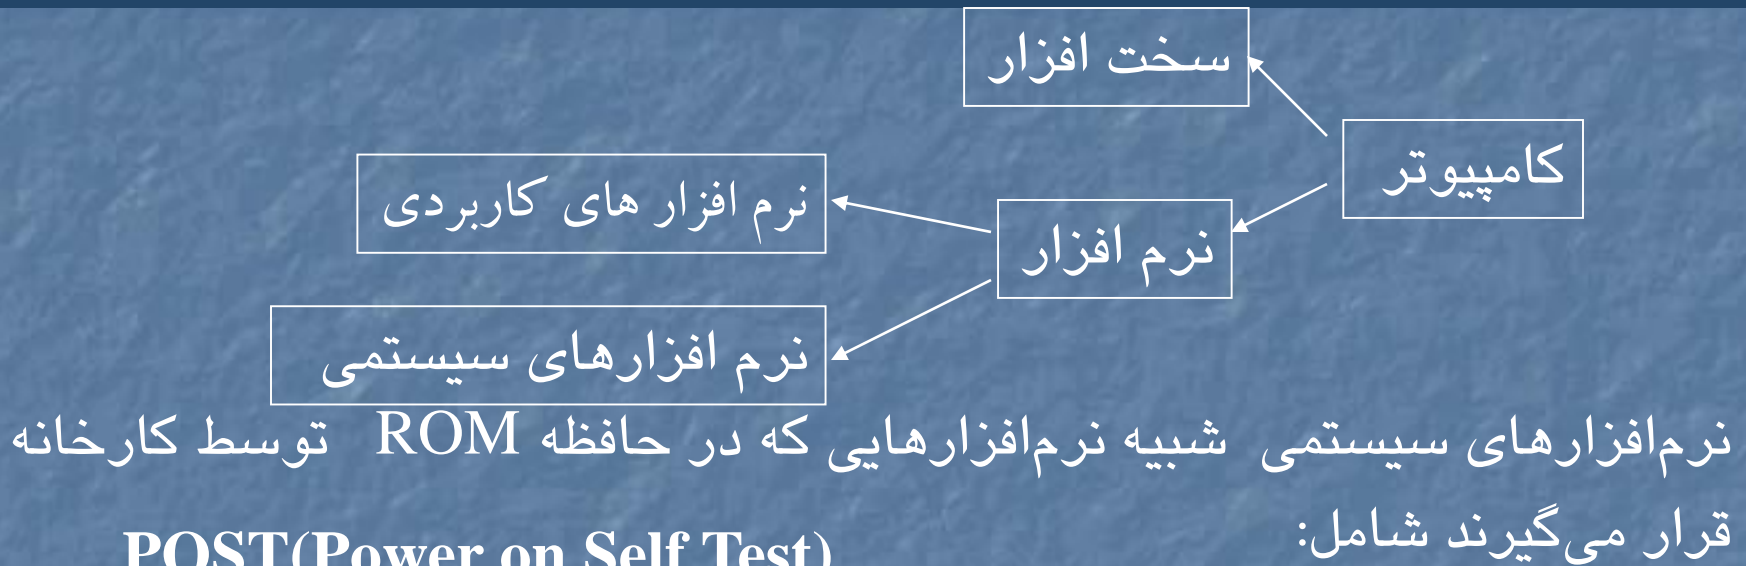 سخت افزار
کامپیوتر
نرم افزار های کاربردی
نرم افزار
نرم افزارهای سیستمی
نرم‌افزارهای سیستمی شبیه نرم‌افزارهایی که در حافظه ROM توسط کارخانه
قرار می‌گیرند شامل:
POST(Power on Self Test)